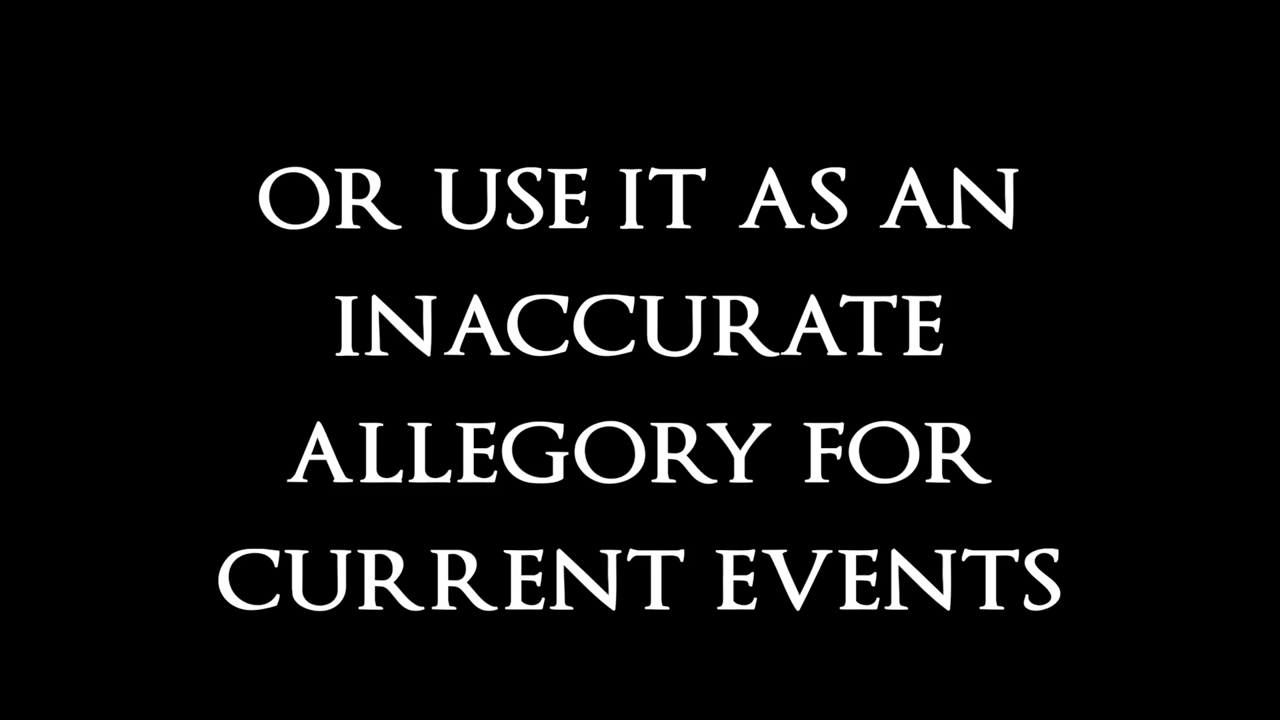 OR USE IT AS AN
INACCURATE
ALLEGORY FOR
CURRENT EVENTS